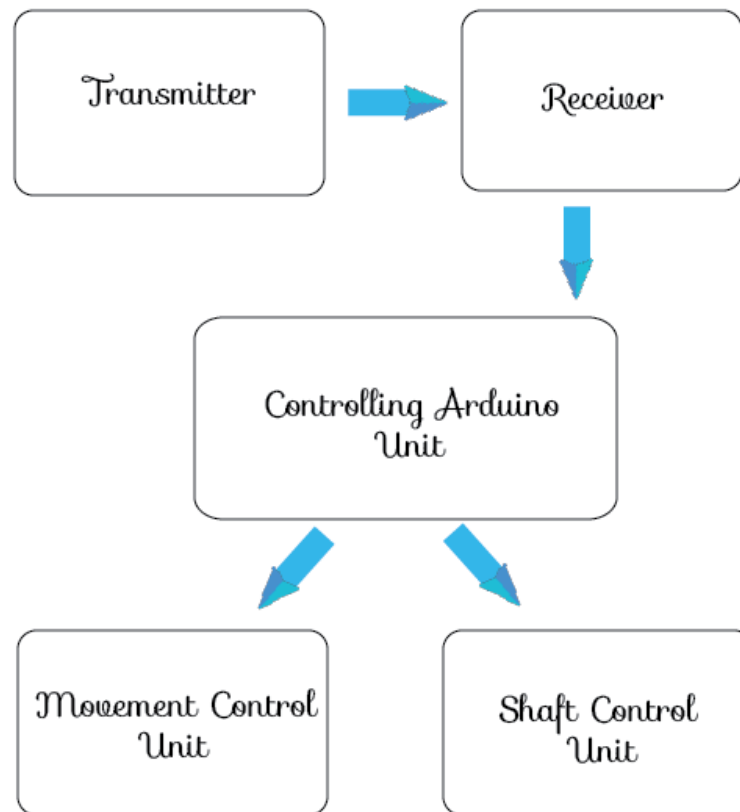 Transmitter
Receiver
Controlling Arduino
Unit
Movement Control
Unit
Shaft Control
Unit